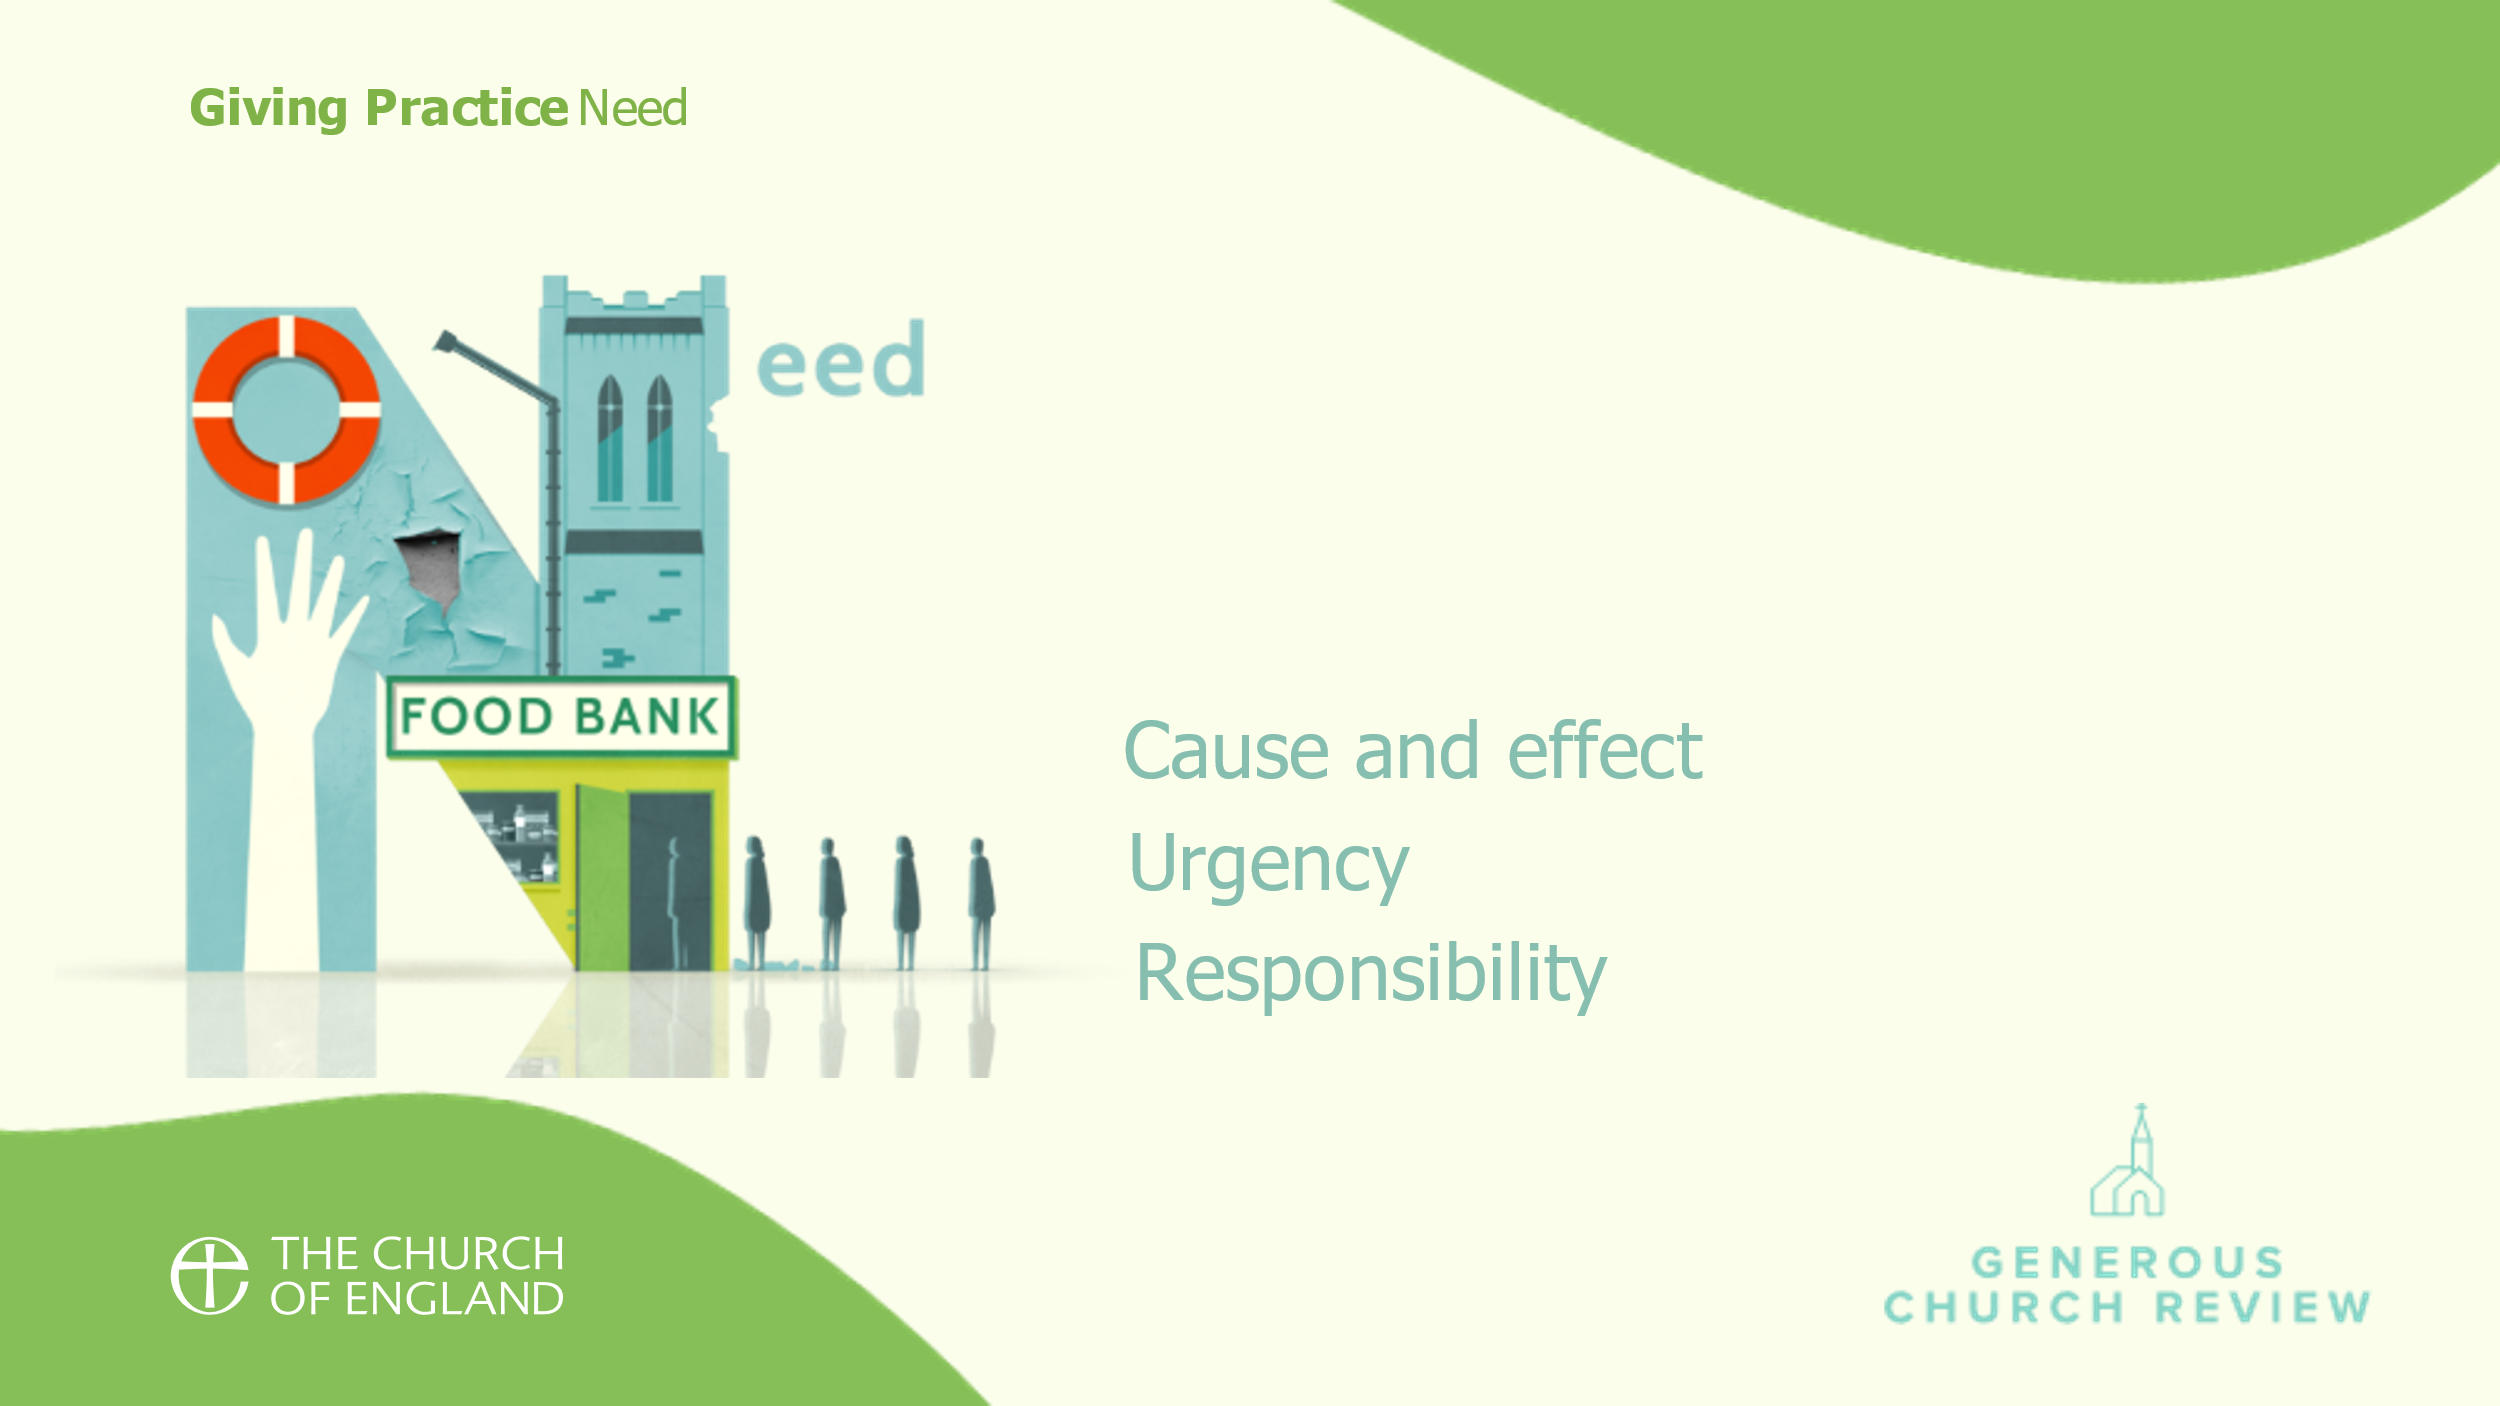 Giving Practice Need
eed
FOOD BANK
Cause and effect
Urgency
Responsibility
THE CHURCH
OF ENGLAND
GENEROUS
CHURCH REVIEW